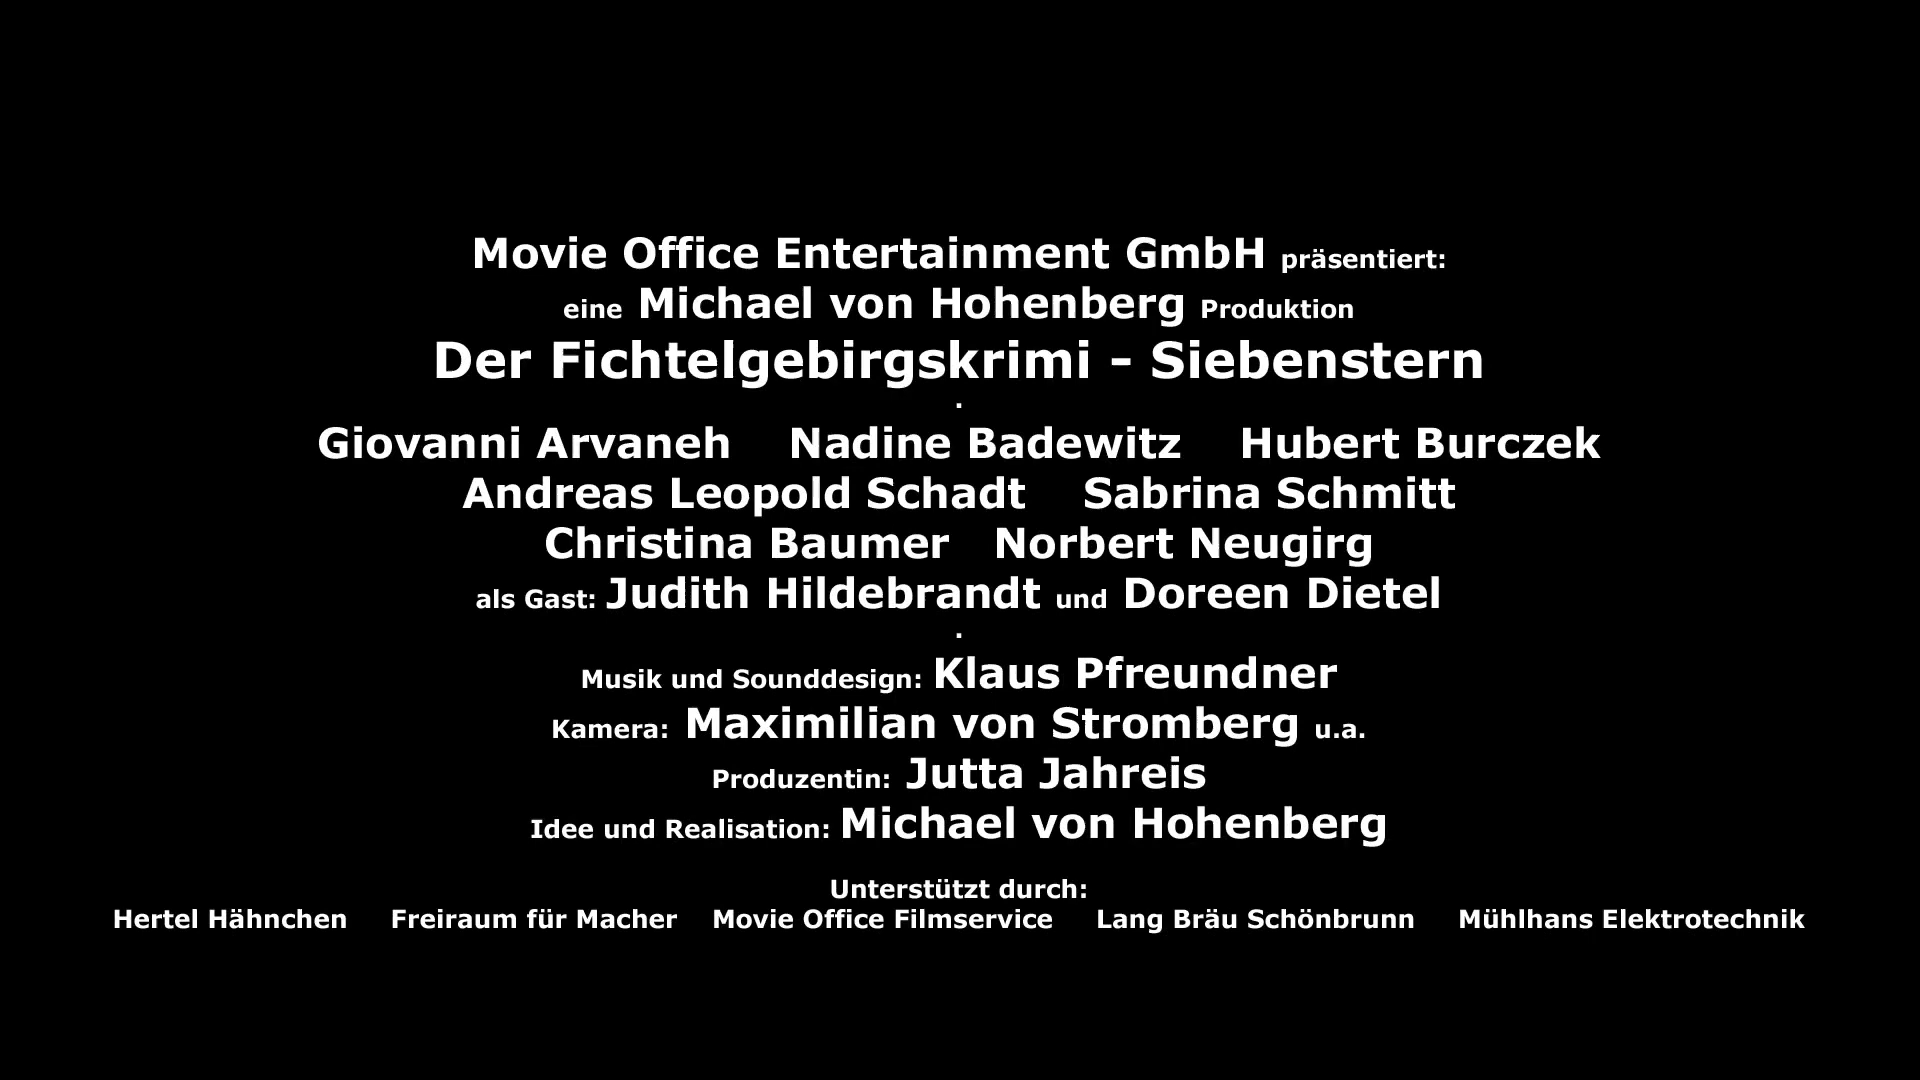 Movie Office Entertainment GmbH präsentiert:
eine Michael von Hohenberg Produktion
Der Fichtelgebirgskrimi – Siebenstern
.
Giovanni Arvaneh Nadine Badewitz Hubert Burczek
Andreas Leopold Schadt Sabrina Schmitt
Christina Baumer Norbert Neugirg
als Gast: Judith Hildebrandt und Doreen Dietel
.
Musik und Sounddesign: Klaus Pfreundner
Kamera: Maximilian von Stromberg u.a.
Produzentin: Jutta Jahreis
Idee und Realisation: Michael von Hohenberg
Unterstützt durch:
Hertel Hähnchen Freiraum für Macher Movie Office Filmservice Lang Bräu Schönbrunn Mühlhans Elektrotechnik